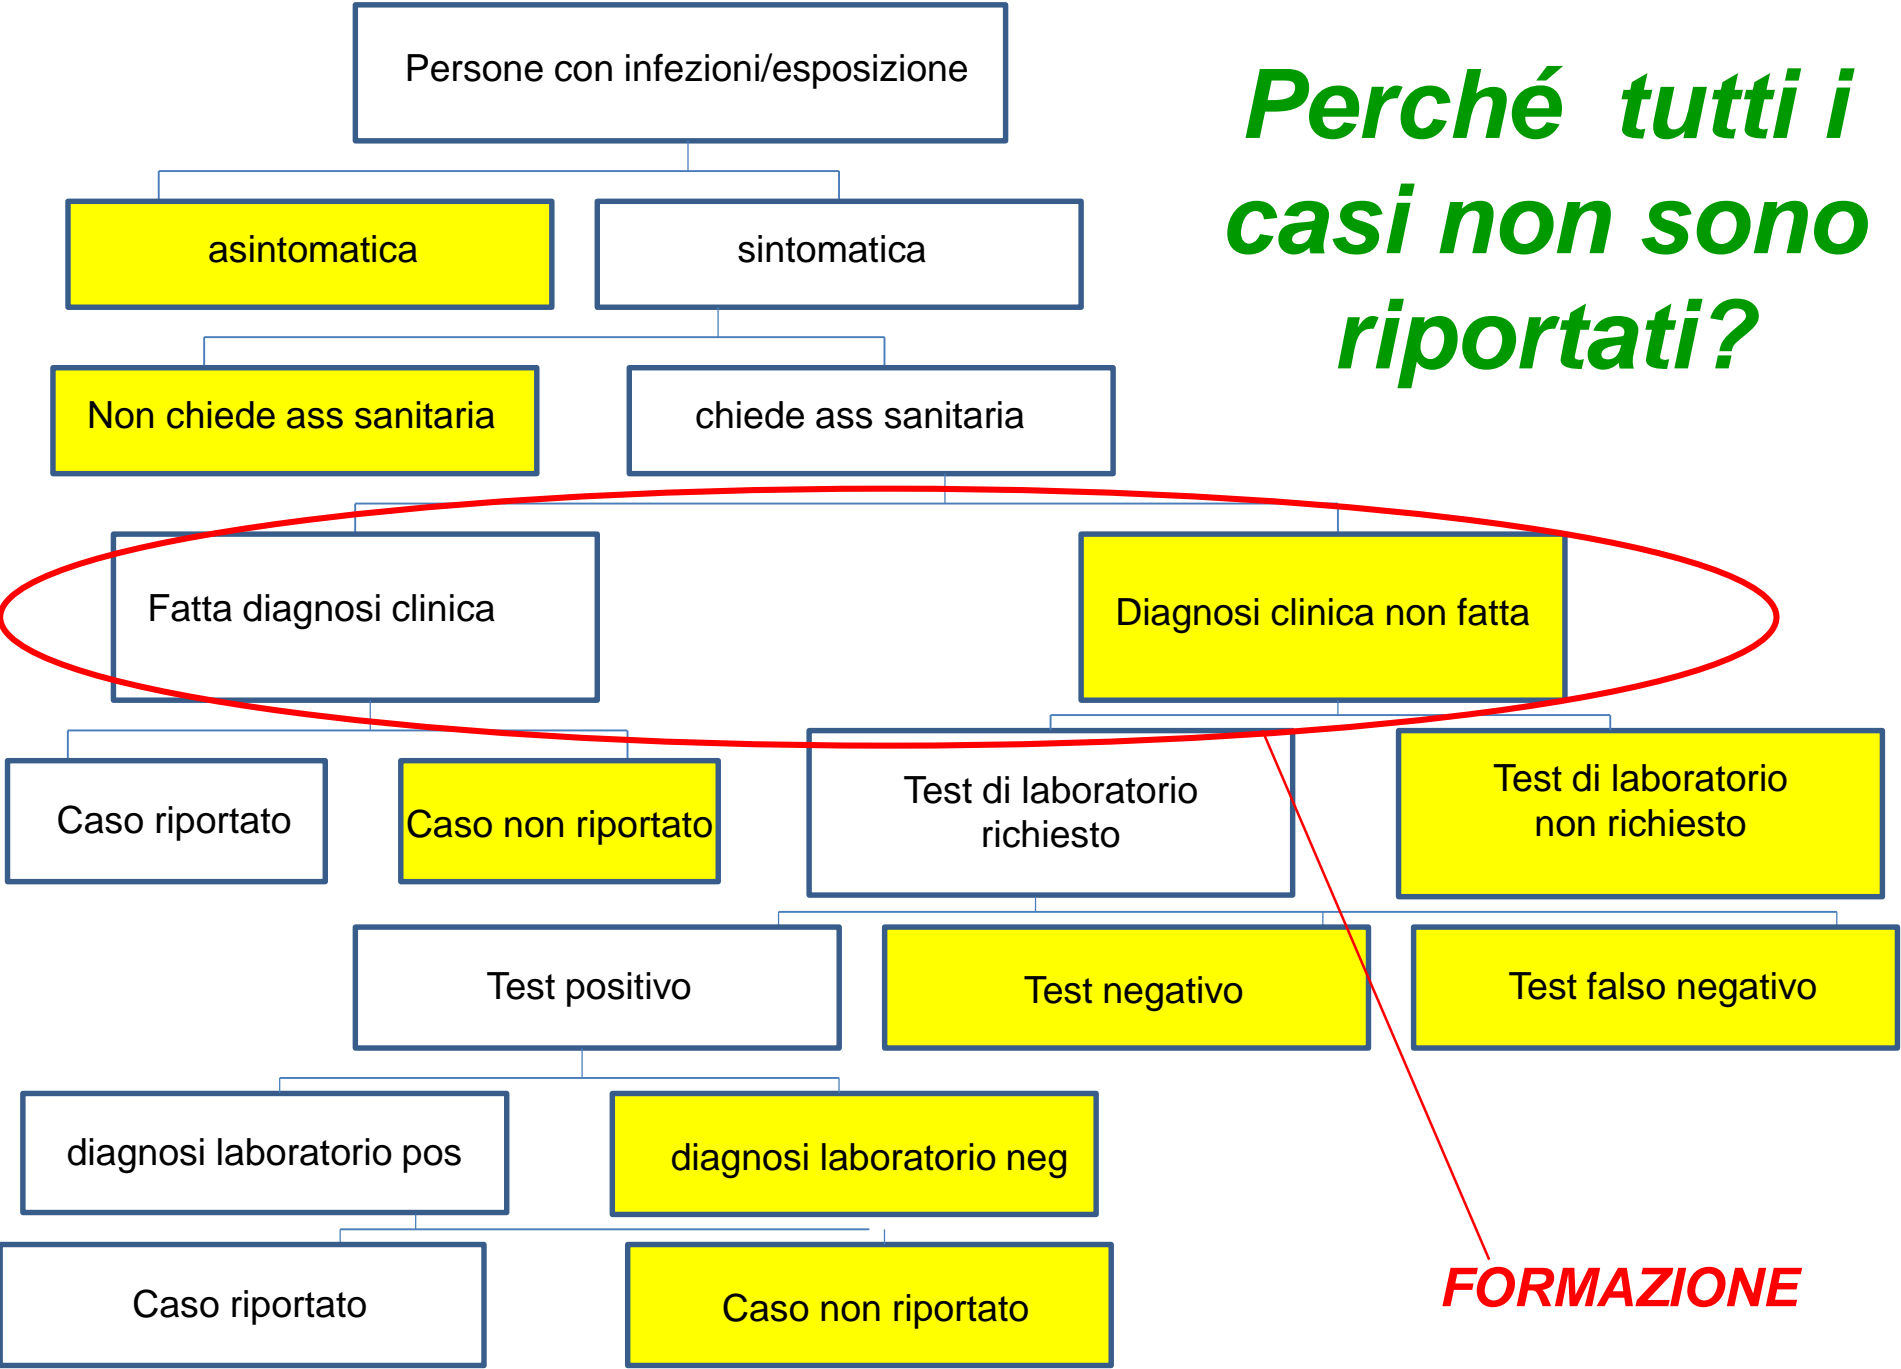 Persone con infezioni/esposizione
Perché tutti i
casi non sono
riportati?
asintomatica
sintomatica
Non chiede ass sanitaria
chiede ass sanitaria
Fatta diagnosi clinica
Diagnosi clinica non fatta
Caso riportato
Caso non riportato
Test di laboratorio
richiesto
Test di laboratorio
non richiesto
Test positivo
Test negativo
Test falso negativo
diagnosi laboratorio pos
diagnosi laboratorio neg
Caso riportato
Caso non riportato
FORMAZIONE